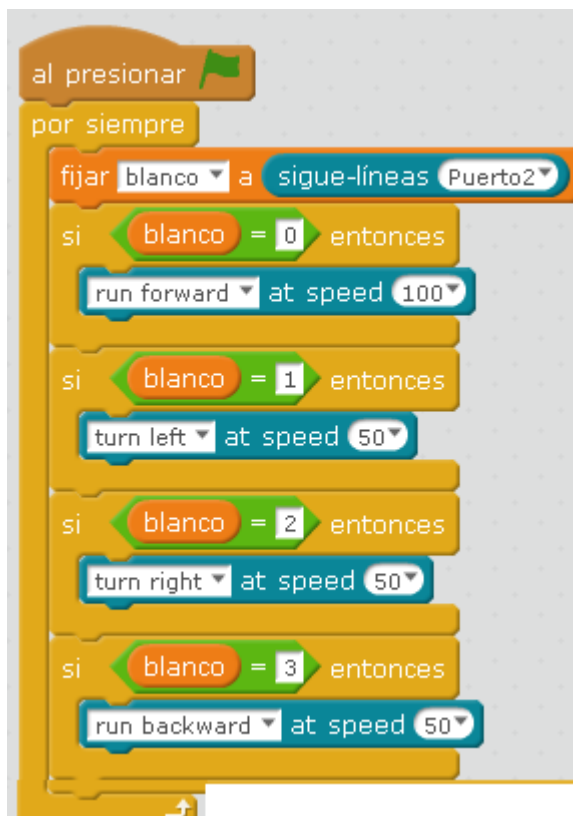 al presionar
por siempre
fijar blanco a sigue-líneas Puerto2
si blanco = 0 entonces
run forward at speed 100
si blanco = 1 entonces
turn left at speed 50
si blanco = 2 entonces
turn right at speed 50
si blanco = 3 entonces
run backward at speed 50